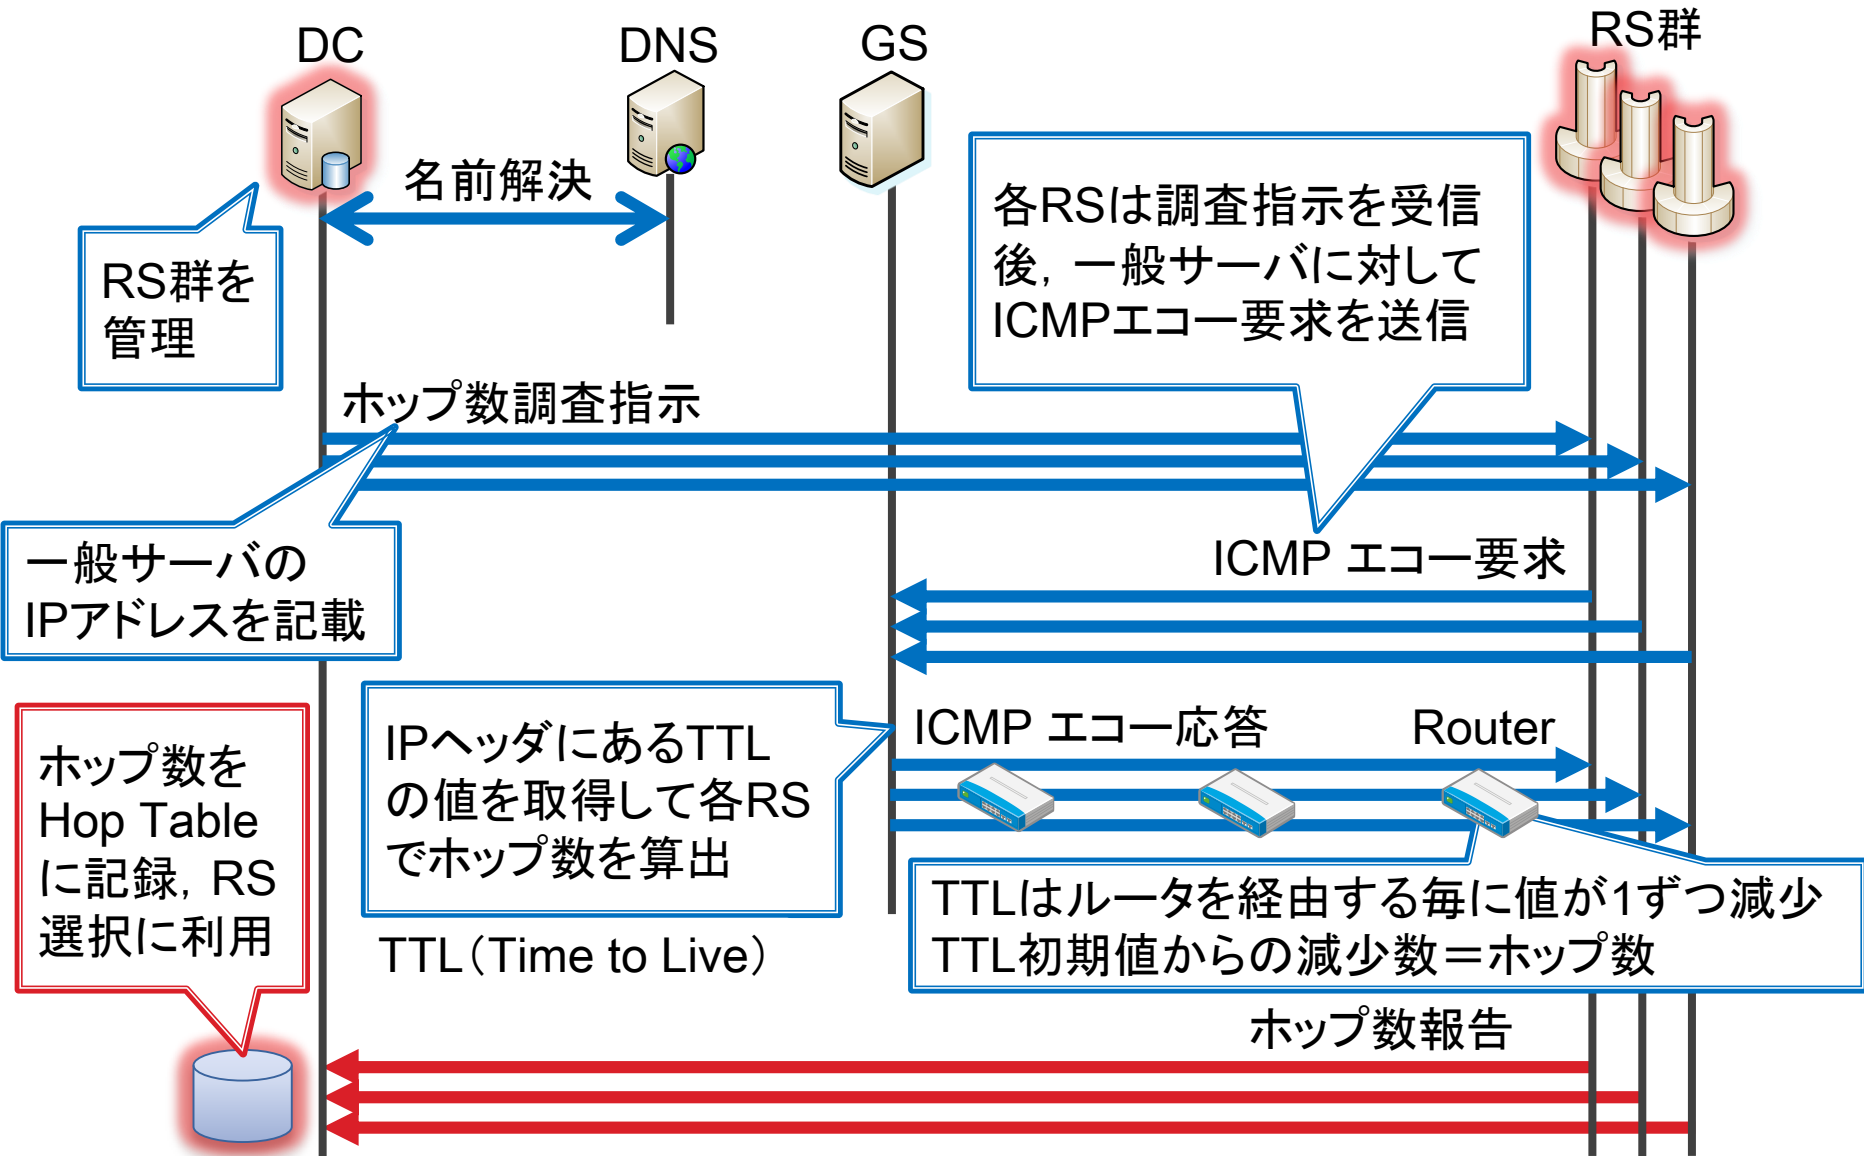 DC
DNS
GS
RS群
名前解決
RS群を
管理
各RSは調査指示を受信
後，一般サーバに対して
ICMPエコー要求を送信
ホップ数調査指示
一般サーバの
IPアドレスを記載
ICMP エコー要求
IPヘッダにあるTTL
の値を取得して各RS
でホップ数を算出
ICMP エコー応答
Router
ホップ数を
Hop Table
に記録，RS
選択に利用
TTLはルータを経由する毎に値が1ずつ減少
TTL初期値からの減少数＝ホップ数
TTL（Time to Live）
ホップ数報告